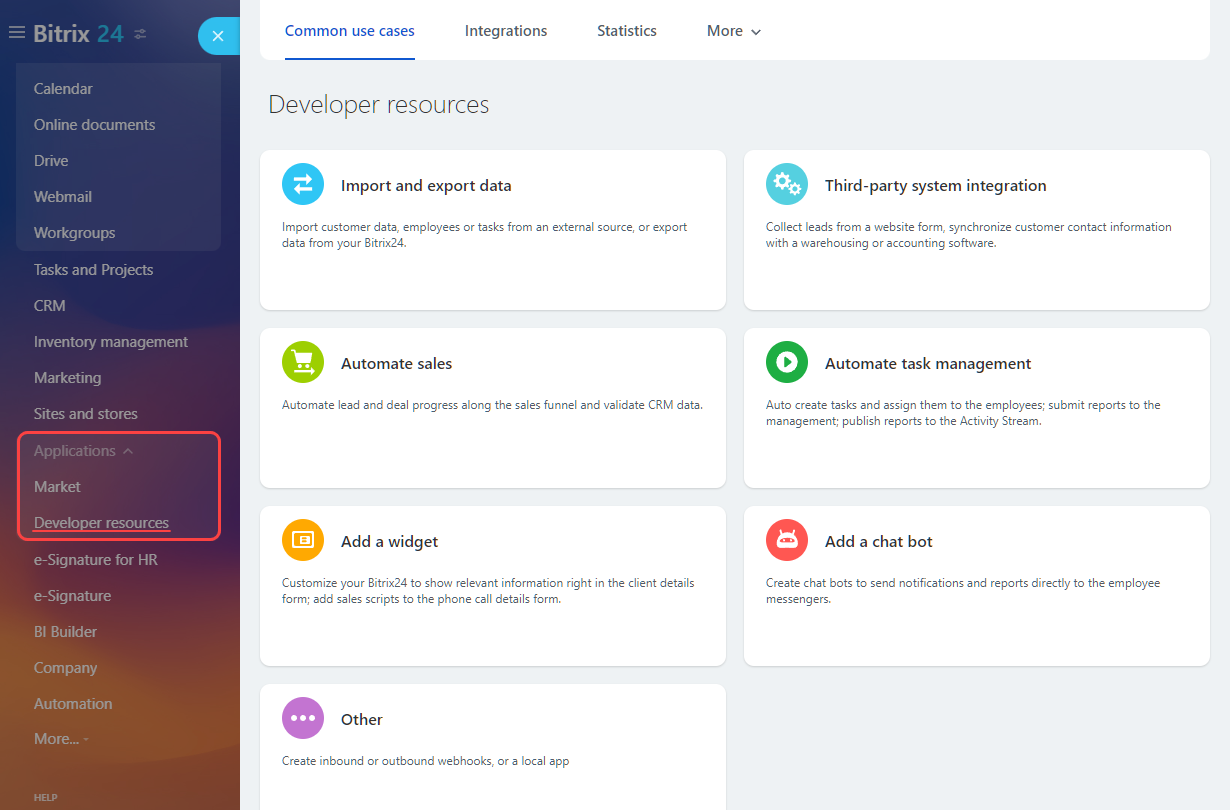 Bitrix 24
Calendar
Online documents
Drive
Webmail
Workgroups
Tasks and Projects
CRM
Inventory management
Marketing
Sites and stores
Applications
Market
Developer resources
e-Signature for HR
e-Signature
BI Builder
Company
Automation
More...
HELP
Common use cases
Integrations
Statistics
More
Developer resources
Import and export data
Import customer data, employees or tasks from an external source, or export
data from your Bitrix24.
Third-party system integration
Collect leads from a website form, synchronize customer contact information
with a warehousing or accounting software.
Automate sales
Automate lead and deal progress along the sales funnel and validate CRM data.
Automate task management
Auto create tasks and assign them to the employees; submit reports to the
management; publish reports to the Activity Stream.
Add a widget
Customize your Bitrix24 to show relevant information right in the client details
form; add sales scripts to the phone call details form.
Add a chat bot
Create chat bots to send notifications and reports directly to the employee
messengers.
Other
Create inbound or outbound webhooks, or a local app